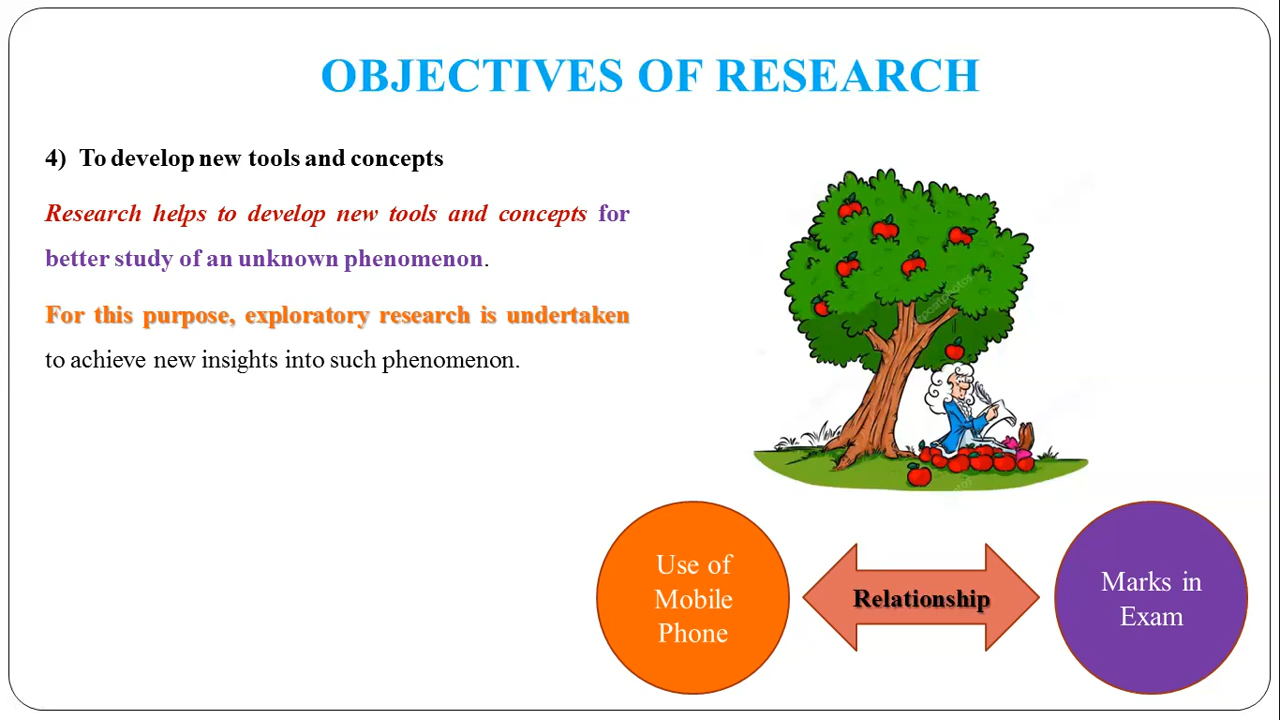 OBJECTIVES OF RESEARCH
4) To develop new tools and concepts
Research helps to develop new tools and concepts for
better study of an unknown phenomenon.
For this purpose, exploratory research is undertaken
to achieve new insights into such phenomenon.
Use of
Mobile
Phone
Relationship
Marks in
Exam